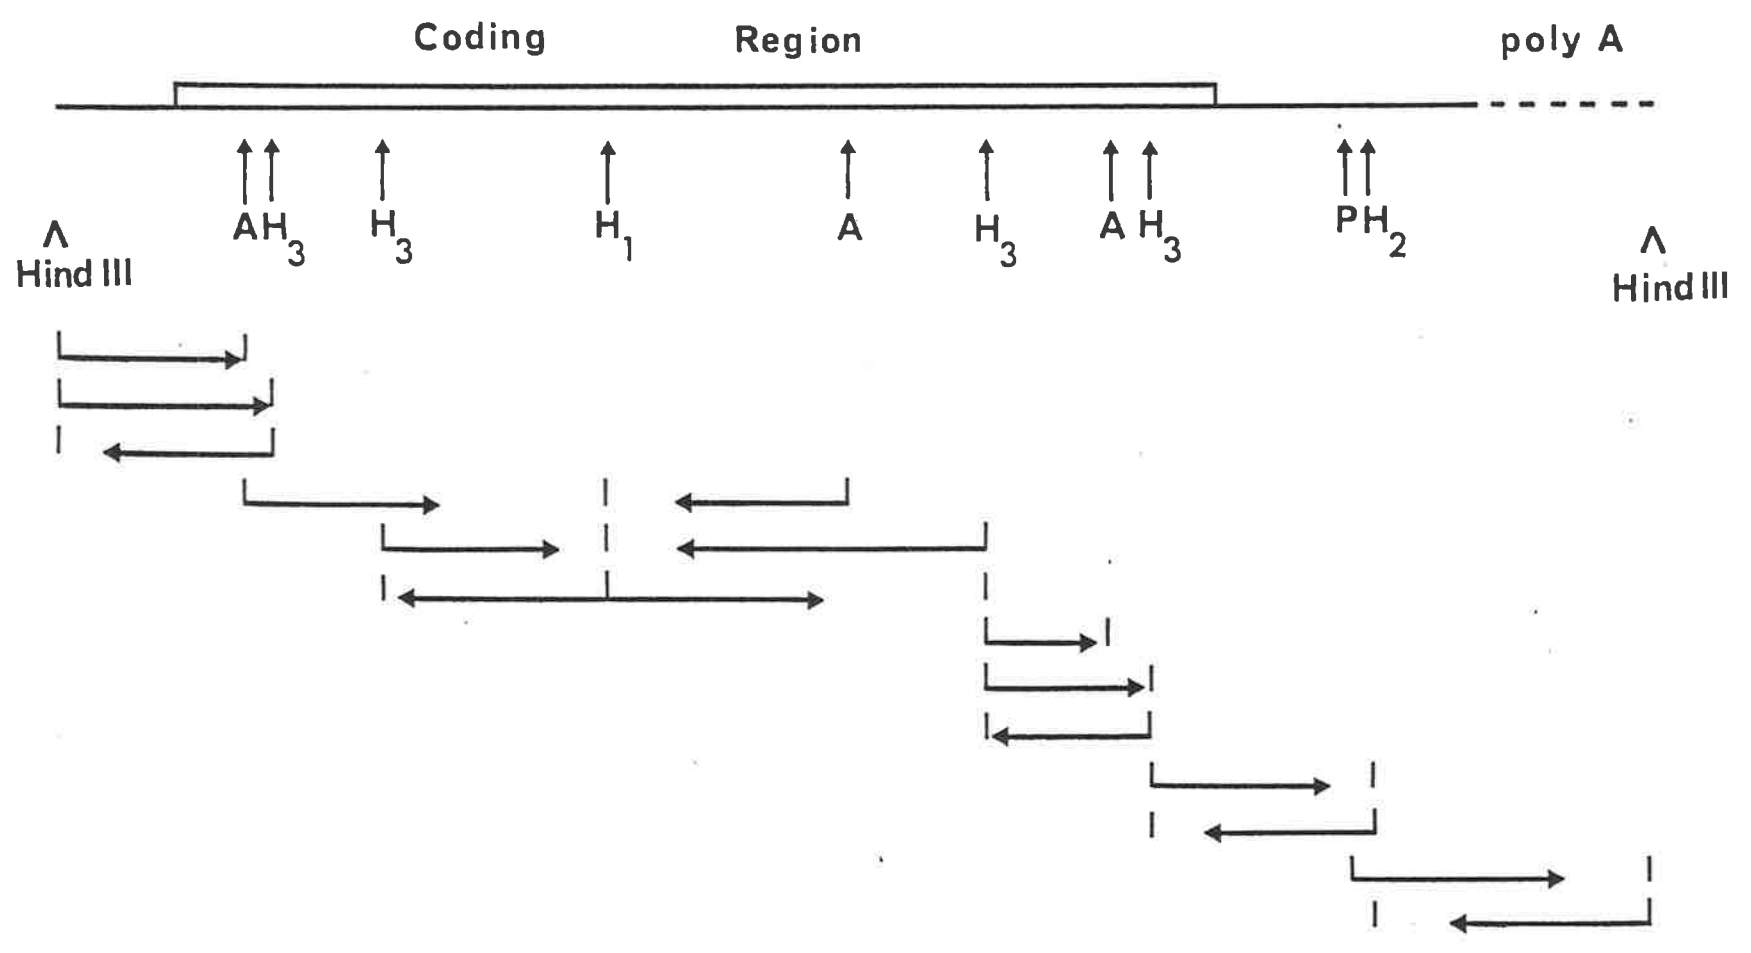 Coding Region poly A
A H3 H3 H1 A H3 A H3 P H2
Hind III Hind III